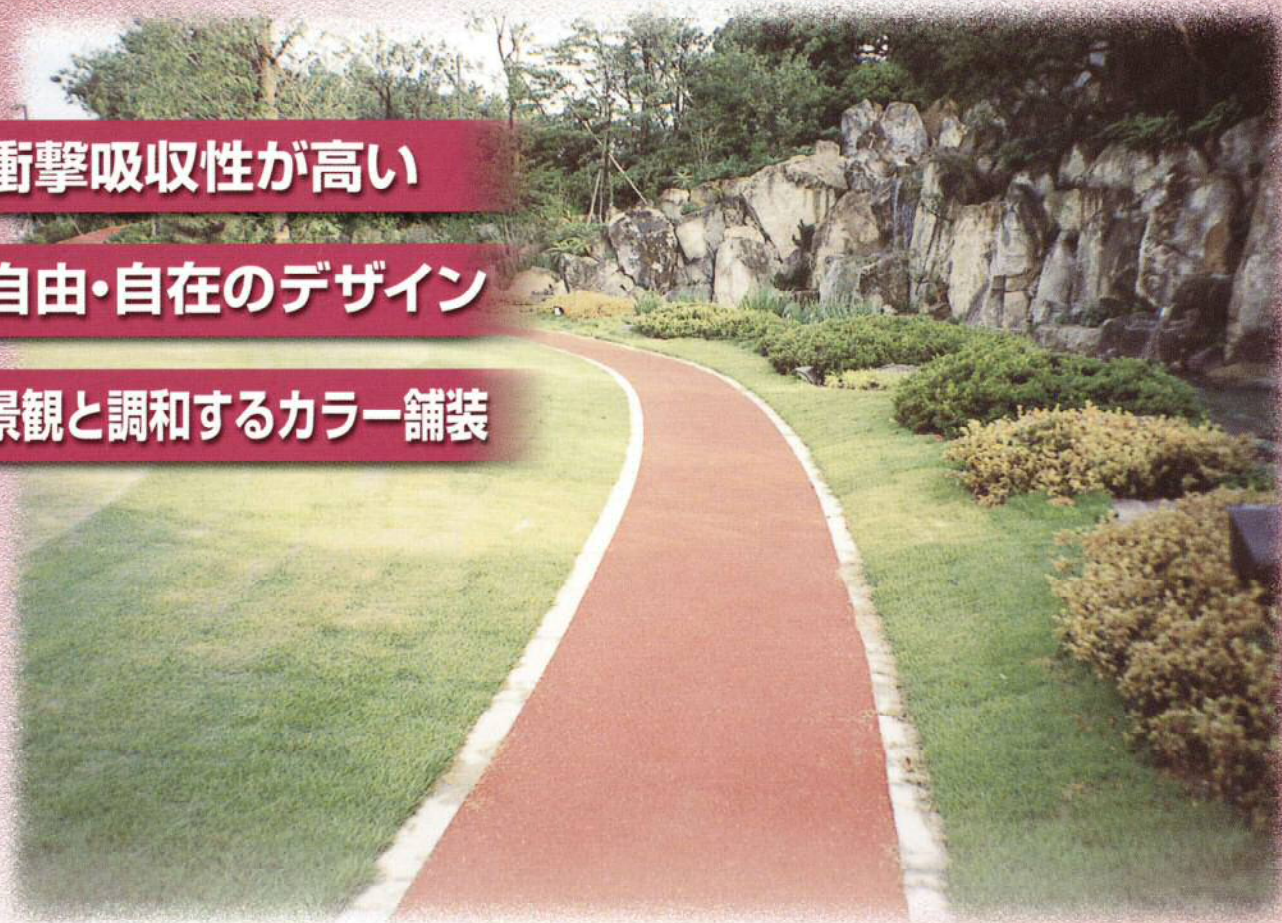 衝撃吸収性が高い
自由・自在のデザイン
景観と調和するカラー舗装